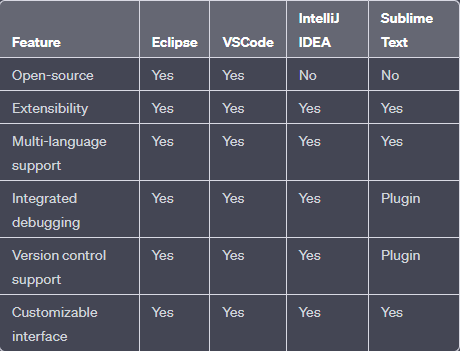 Feature Eclipse VSCode IntelliJ IDEA Sublime Text
Open-source Yes Yes No No
Extensibility Yes Yes Yes Yes
Multi-language support Yes Yes Yes Yes
Integrated debugging Yes Yes Yes Plugin
Version control support Yes Yes Yes Plugin
Customizable interface Yes Yes Yes Yes